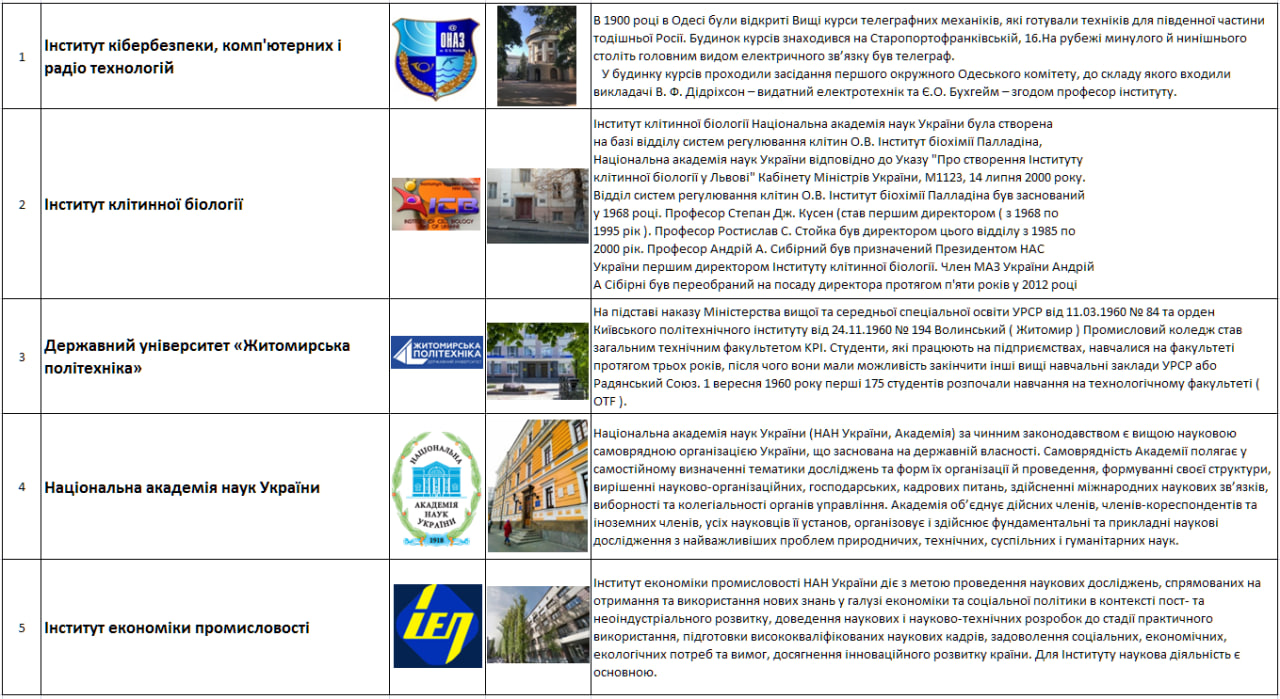 1
Інститут кібербезпеки, комп'ютерних і
радіо технологій
@
ОНАЗ
В 1900 році в Одесі були відкриті Вищі курси телеграфних механіків, які готували техніків для південної частини
тодішньої Росії. Будинок курсів знаходився на Старопортофранківській, 16.На рубежі минулого й нинішнього
століть головним видом електричного зв’язку був телеграф.
У будинку курсів проходили засідання першого окружного Одеського комітету, до складу якого входили
викладачі В. Ф. Дідріхсон – видатний електротехнік та Є.О. Бухгейм – згодом професор інституту.
2
Інститут клітинної біології
ICB
INSTITUTE OF CELL BIOLOGY
NAS OF UKRAINE
Інститут клітинної біології Національна академія наук України була створена
на базі відділу систем регулювання клітин О.В. Інститут біохімії Палладіна,
Національна академія наук України відповідно до Указу "Про створення Інституту
клітинної біології у Львові" Кабінету Міністрів України, М1123, 14 липня 2000 року.
Відділ систем регулювання клітин О.В. Інститут біохімії Палладіна був заснований
у 1968 році. Професор Степан Дж. Кусен (став першим директором ( з 1968 по
1995 рік ). Професор Ростислав С. Стойка був директором цього відділу з 1985 по
2000 рік. Професор Андрій А. Сибірний був призначений Президентом НАС
України першим директором Інституту клітинної біології. Член МАЗ України Андрій
А Сібірні був переобраний на посаду директора протягом п'яти років у 2012 році
3
Державний університет «Житомирська
політехніка»
ЖИТОМИРСЬКА
ПОЛІТЕХНІКА
ДЕРЖАВНИЙ УНІВЕРСИТЕТ
На підставі наказу Міністерства вищої та середньої спеціальної освіти УРСР від 11.03.1960 № 84 та орден
Київського політехнічного інституту від 24.11.1960 № 194 Волинський ( Житомир ) Промисловий коледж став
загальним технічним факультетом KPI. Студенти, які працюють на підприємствах, навчалися на факультеті
протягом трьох років, після чого вони мали можливість закінчити інші вищі навчальні заклади УРСР або
Радянський Союз. 1 вересня 1960 року перші 175 студентів розпочали навчання на технологічному факультеті (
OTF ).
4
Національна академія наук України
НАЦІОНАЛЬНА
АКАДЕМІЯ
НАУК
УКРАЇНИ
1918
Національна академія наук України (НАН України, Академія) за чинним законодавством є вищою науковою
самоврядною організацією України, що заснована на державній власності. Самоврядність Академії полягає у
самостійному визначенні тематики досліджень та форм їх організації й проведення, формуванні своєї структури,
вирішенні науково-організаційних, господарських, кадрових питань, здійсненні міжнародних наукових зв’язків,
виборності та колегіальності органів управління. Академія об’єднує дійсних членів, членів-кореспондентів та
іноземних членів, усіх науковців її установ, організовує і здійснює фундаментальні та прикладні наукові
дослідження з найважливіших проблем природничих, технічних, суспільних і гуманітарних наук.
5
Інститут економіки промисловості
ІЕП
Інститут економіки промисловості НАН України діє з метою проведення наукових досліджень, спрямованих на
отримання та використання нових знань у галузі економіки та соціальної політики в контексті пост- та
неоіндустріального розвитку, доведення наукових і науково-технічних розробок до стадії практичного
використання, підготовки висококваліфікованих наукових кадрів, задоволення соціальних, економічних,
екологічних потреб та вимог, досягнення інноваційного розвитку країни. Для Інституту наукова діяльність є
основною.